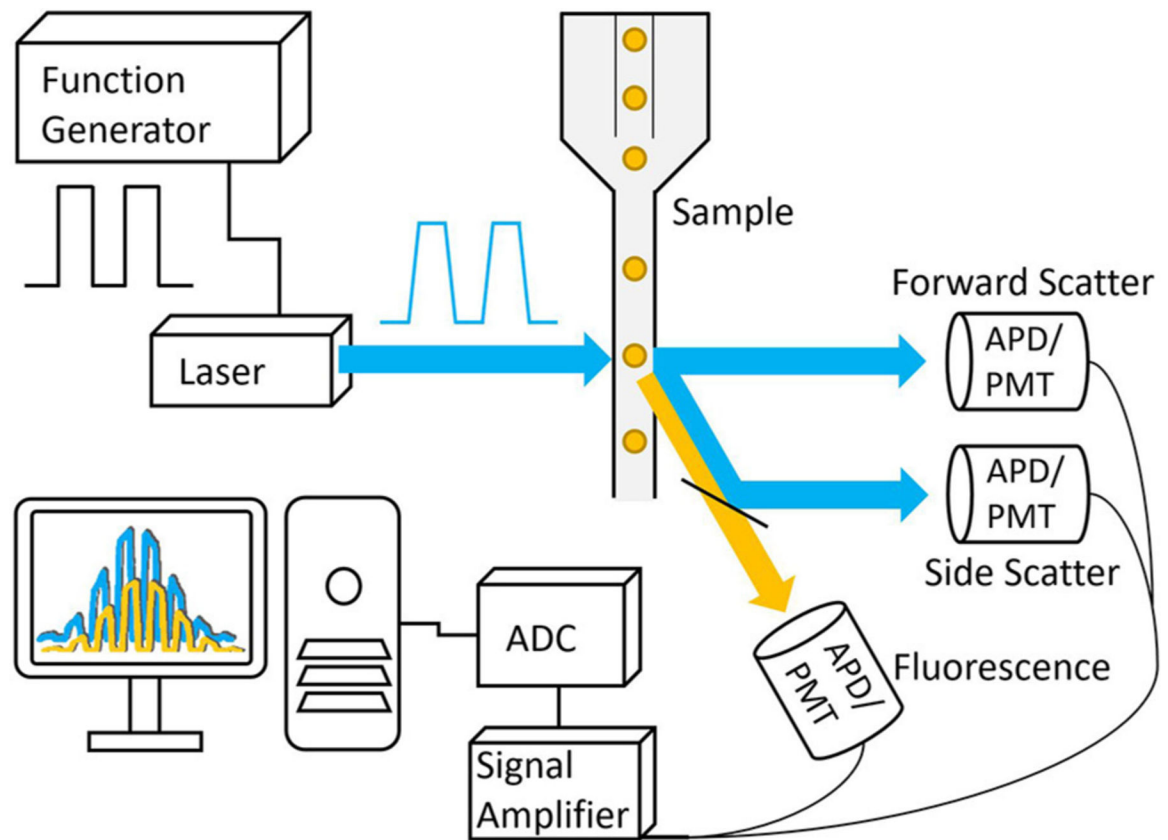 Function
Generator
Sample
Laser
Forward Scatter
APD/
PMT
APD/
PMT
Side Scatter
APD/
PMT
Fluorescence
ADC
Signal
Amplifier